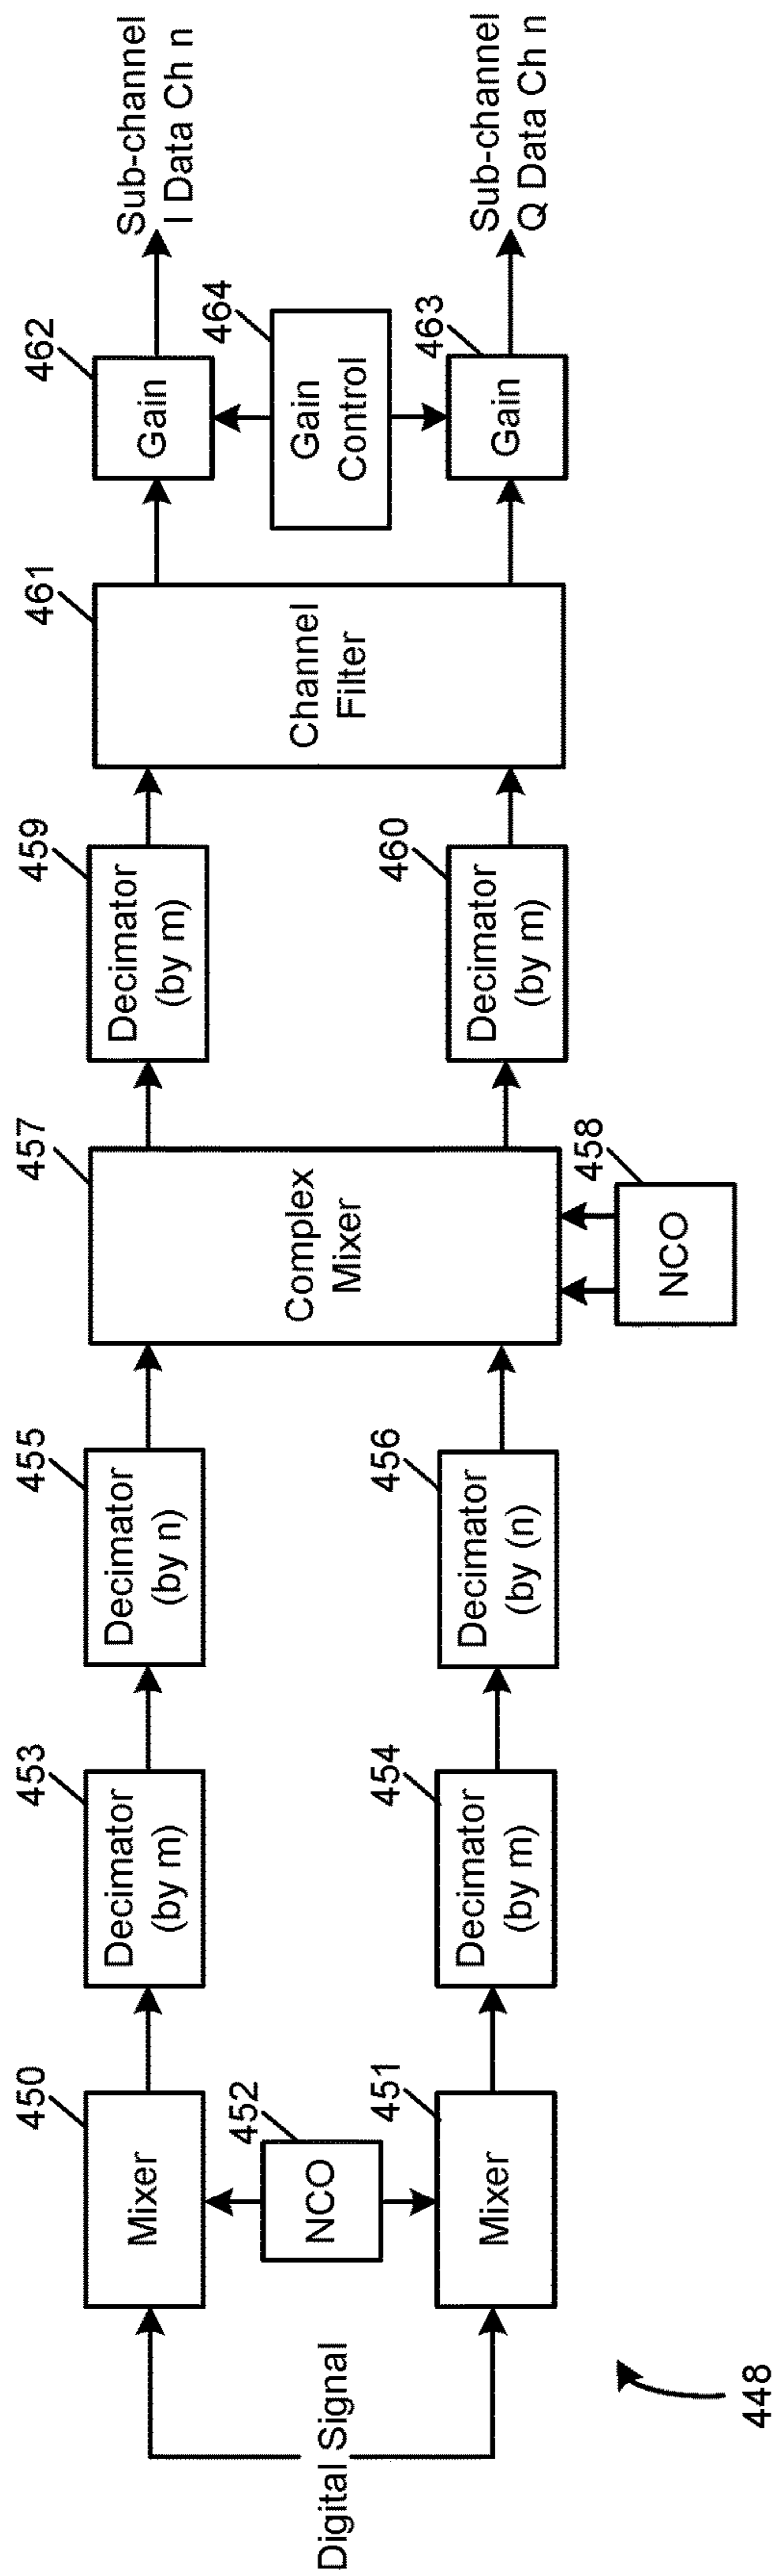 Digital Signal
450
Mixer
452
NCO
451
Mixer
453
Decimator
(by m)
454
Decimator
(by m)
455
Decimator
(by n)
456
Decimator
(by (n)
457
Complex
Mixer
458
NCO
459
Decimator
(by m)
460
Decimator
(by m)
461
Channel
Filter
462
Gain
464
Gain
Control
463
Gain
Sub-channel
I Data Ch n
Sub-channel
Q Data Ch n
448